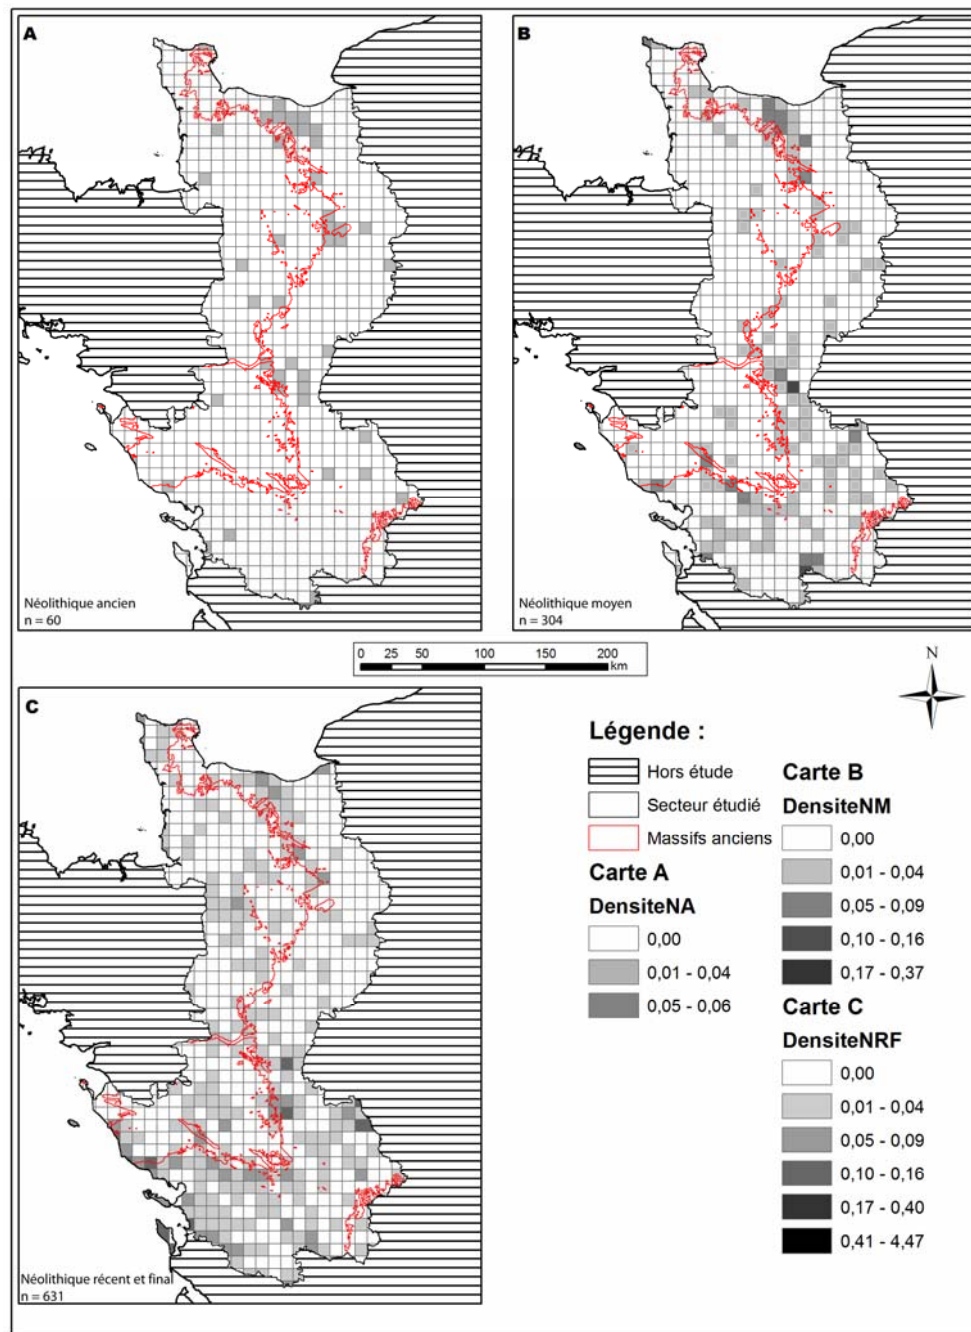 A
Néolithique ancien
n = 60
B
Néolithique moyen
n = 304
0 25 50 100 150 200
km
N
C
Néolithique récent et final
n = 631
Légende :
Hors étude
Secteur étudié
Massifs anciens
Carte A
DensiteNA
0,00
0,01 - 0,04
0,05 - 0,06
Carte B
DensiteNM
0,00
0,01 - 0,04
0,05 - 0,09
0,10 - 0,16
0,17 - 0,37
Carte C
DensiteNRF
0,00
0,01 - 0,04
0,05 - 0,09
0,10 - 0,16
0,17 - 0,40
0,41 - 4,47